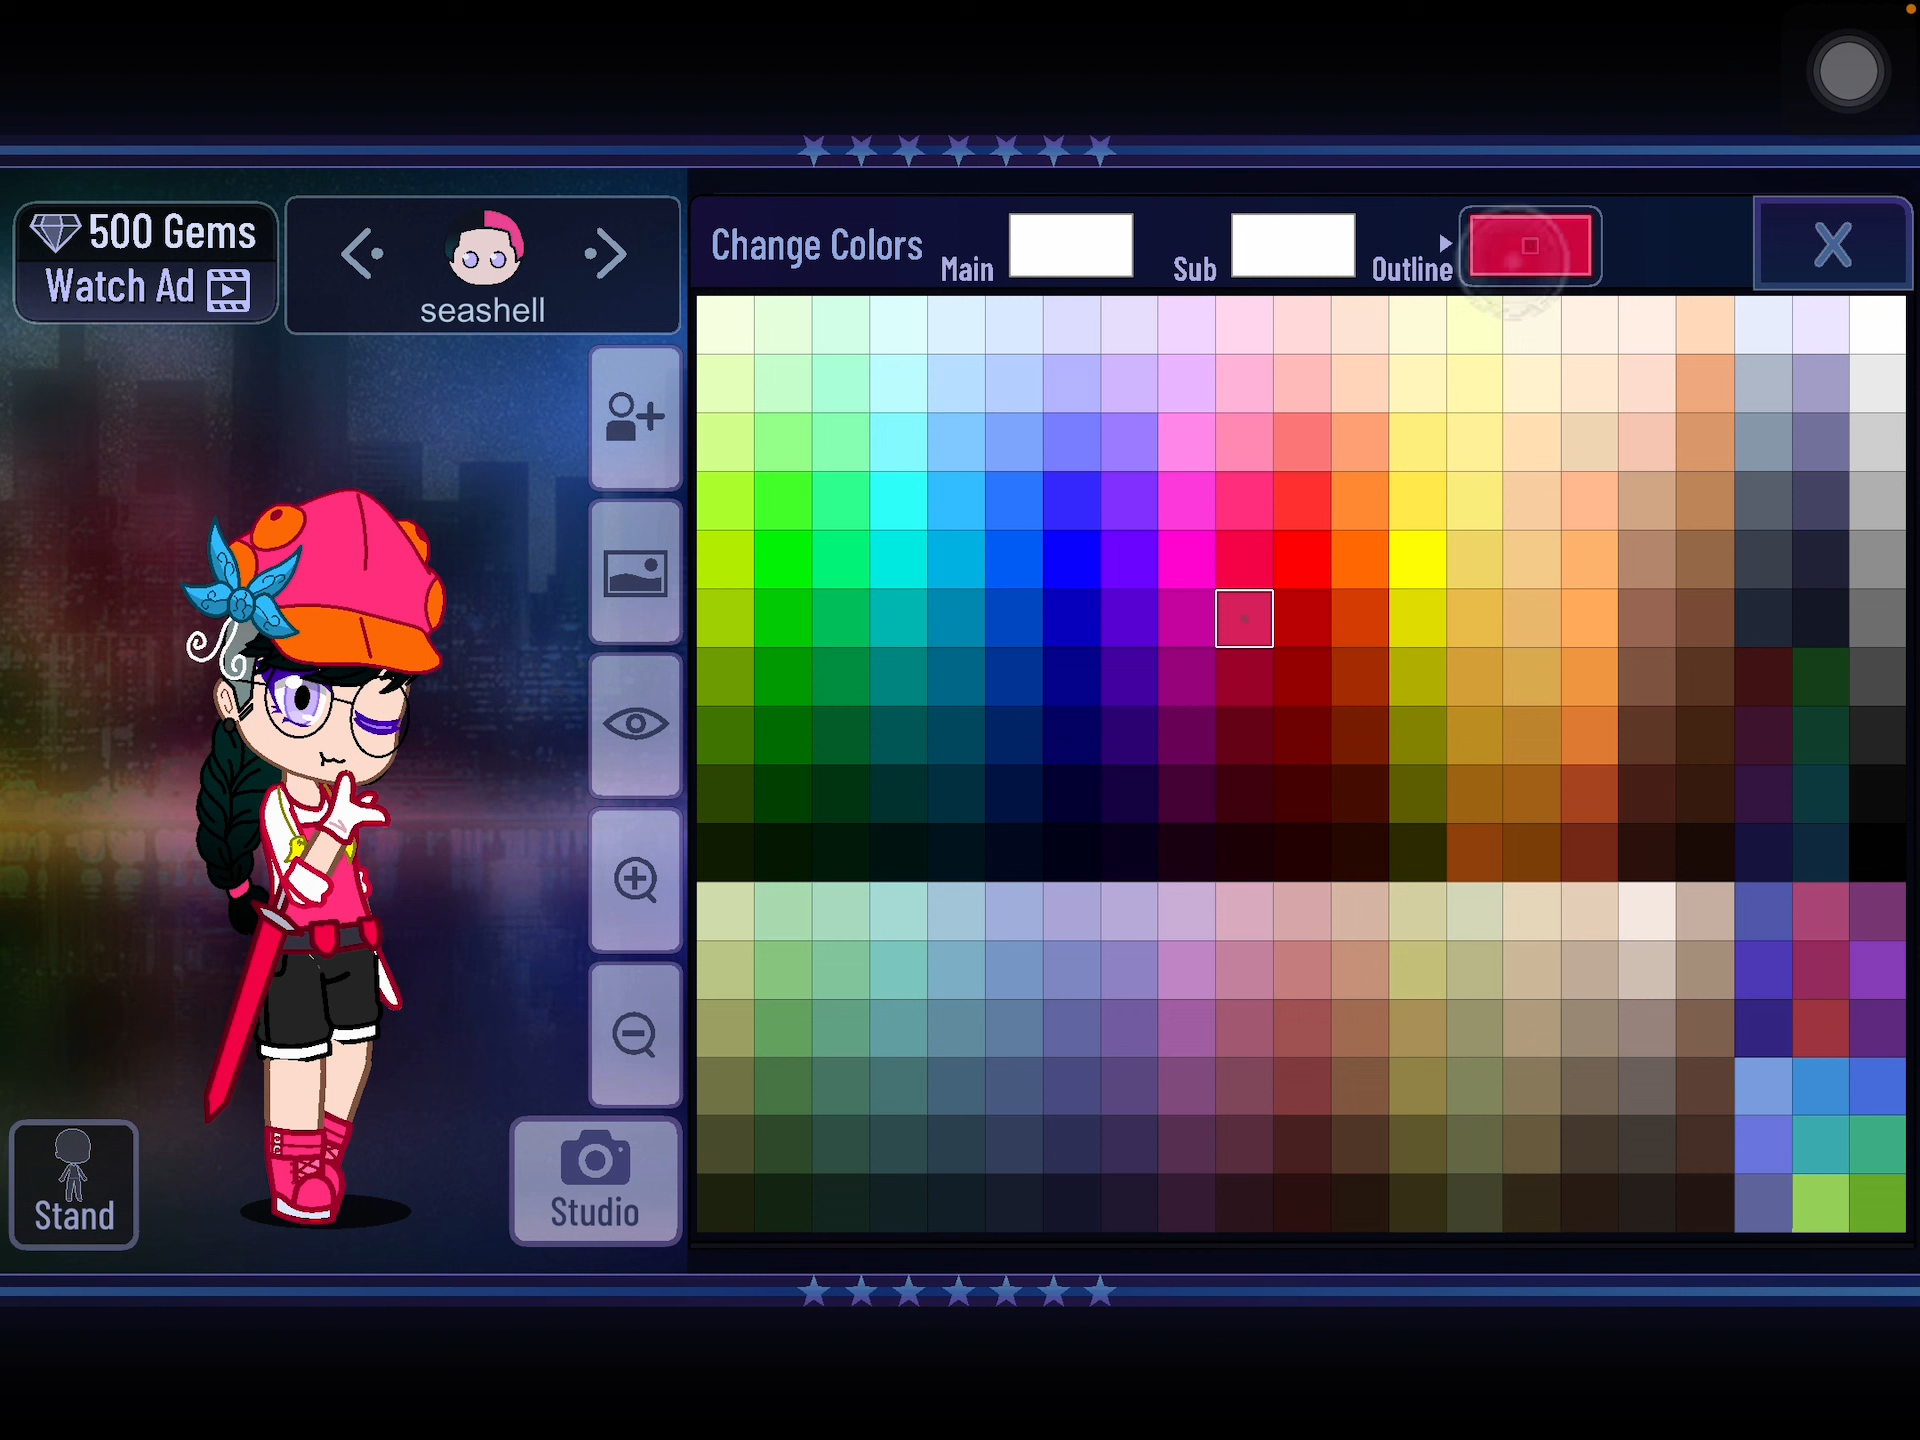 500 Gems
Watch Ad
seashell
Change Colors
Main
Sub
Outline
Stand
Studio